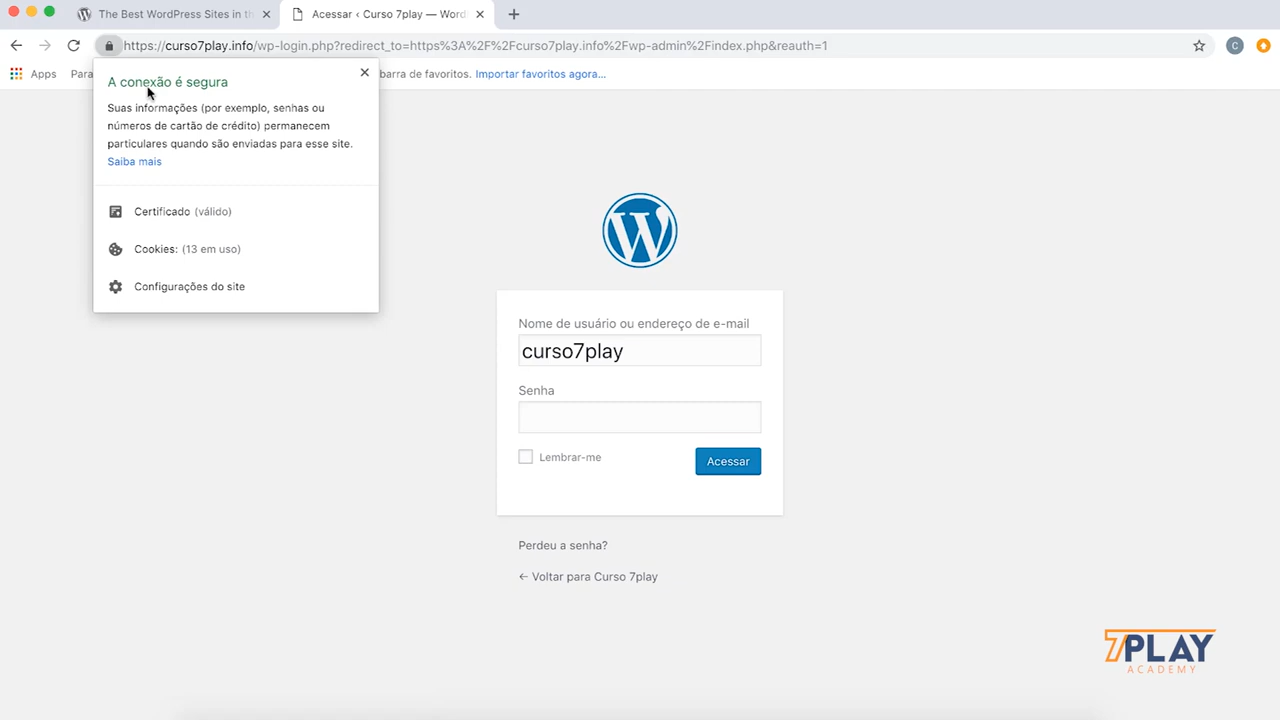 The Best WordPress Sites in th
Acessar ‹ Curso 7play — Word
https://curso7play.info/wp-login.php?redirect_to=https%3A%2F%2Fcurso7play.info%2Fwp-admin%2Findex.php&reauth=1
C
Apps
Para
barra de favoritos. Importar favoritos agora...
A conexão é segura
Suas informações (por exemplo, senhas ou
números de cartão de crédito) permanecem
particulares quando são enviadas para esse site.
Saiba mais
Certificado (válido)
Cookies: (13 em uso)
Configurações do site
Nome de usuário ou endereço de e-mail
curso7play
Senha
Lembrar-me
Acessar
Perdeu a senha?
← Voltar para Curso 7play
7PLAY
ACADEMY